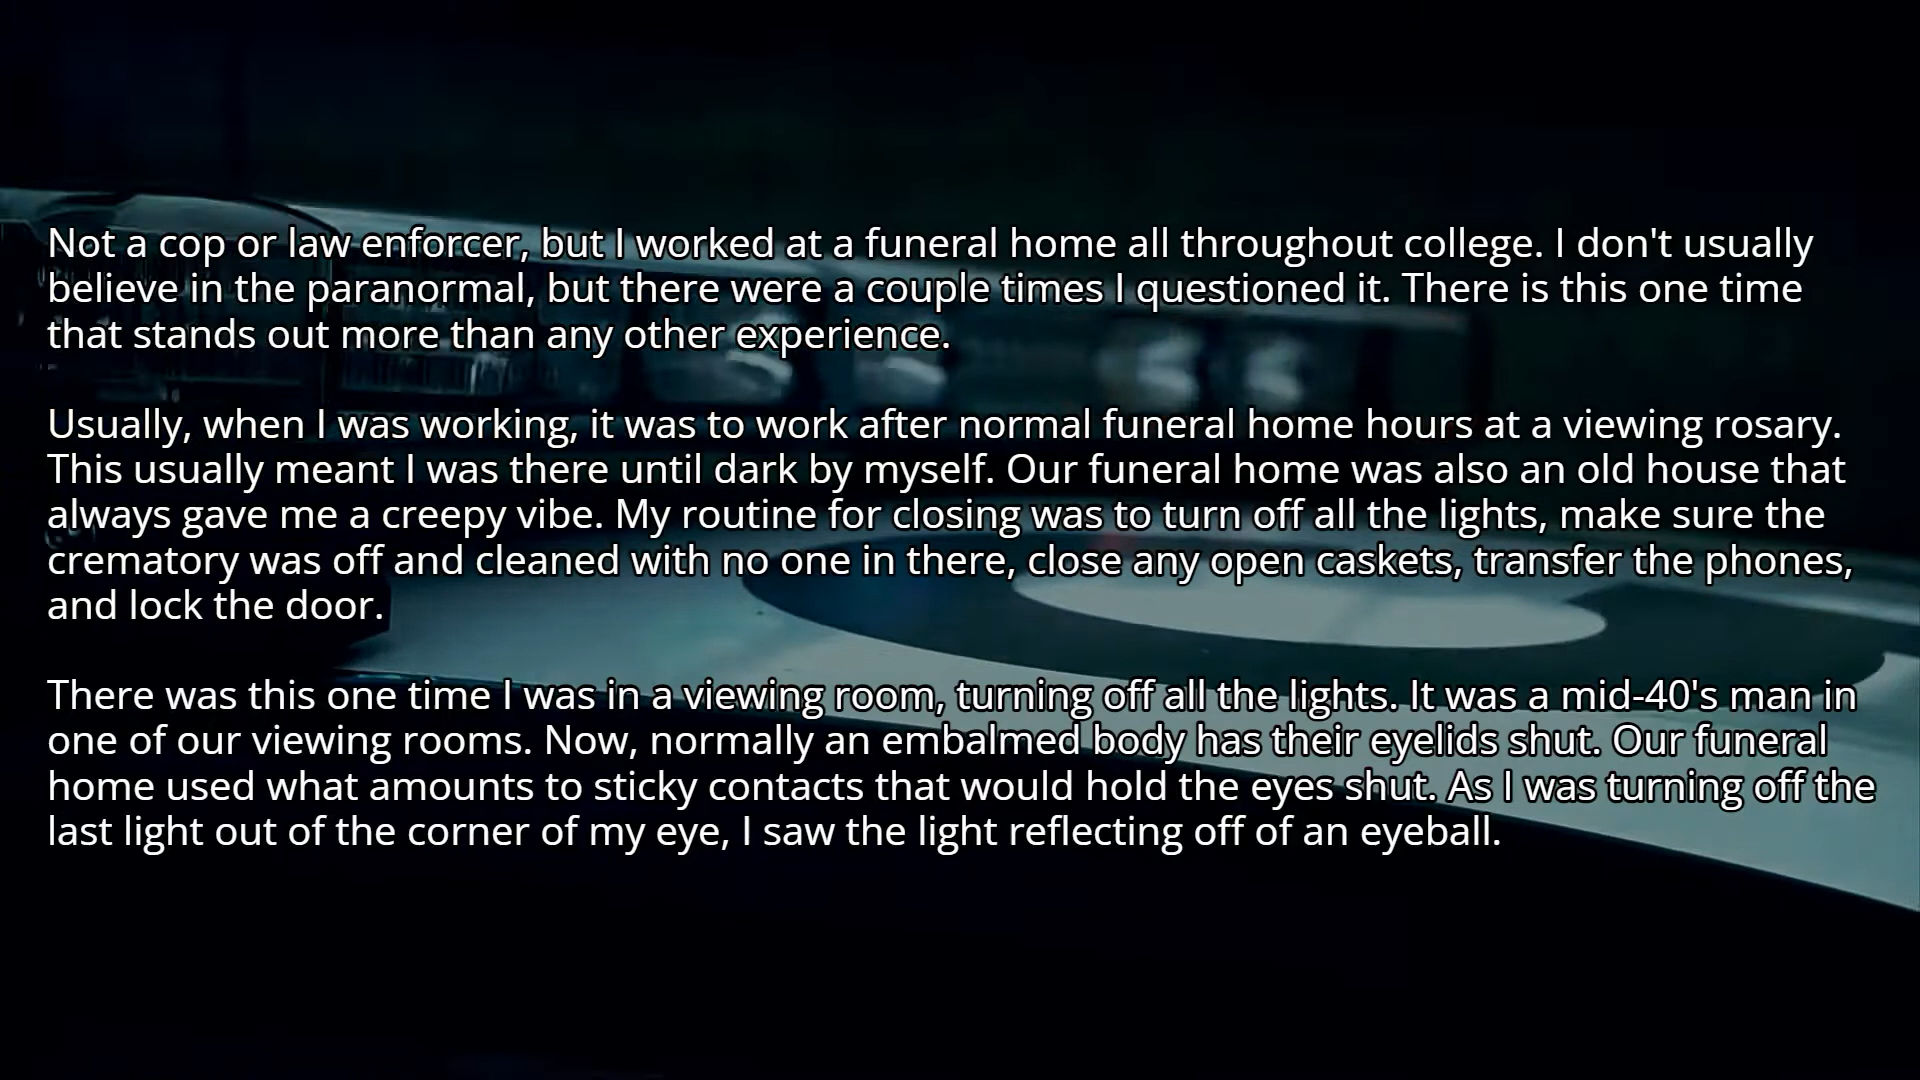 Not a cop or law enforcer, but I worked at a funeral home all throughout college. I don't usually
believe in the paranormal, but there were a couple times I questioned it. There is this one time
that stands out more than any other experience.
Usually, when I was working, it was to work after normal funeral home hours at a viewing rosary.
This usually meant I was there until dark by myself. Our funeral home was also an old house that
always gave me a creepy vibe. My routine for closing was to turn off all the lights, make sure the
crematory was off and cleaned with no one in there, close any open caskets, transfer the phones,
and lock the door.
There was this one time I was in a viewing room, turning off all the lights. It was a mid-40's man in
one of our viewing rooms. Now, normally an embalmed body has their eyelids shut. Our funeral
home used what amounts to sticky contacts that would hold the eyes shut. As I was turning off the
last light out of the corner of my eye, I saw the light reflecting off of an eyeball.